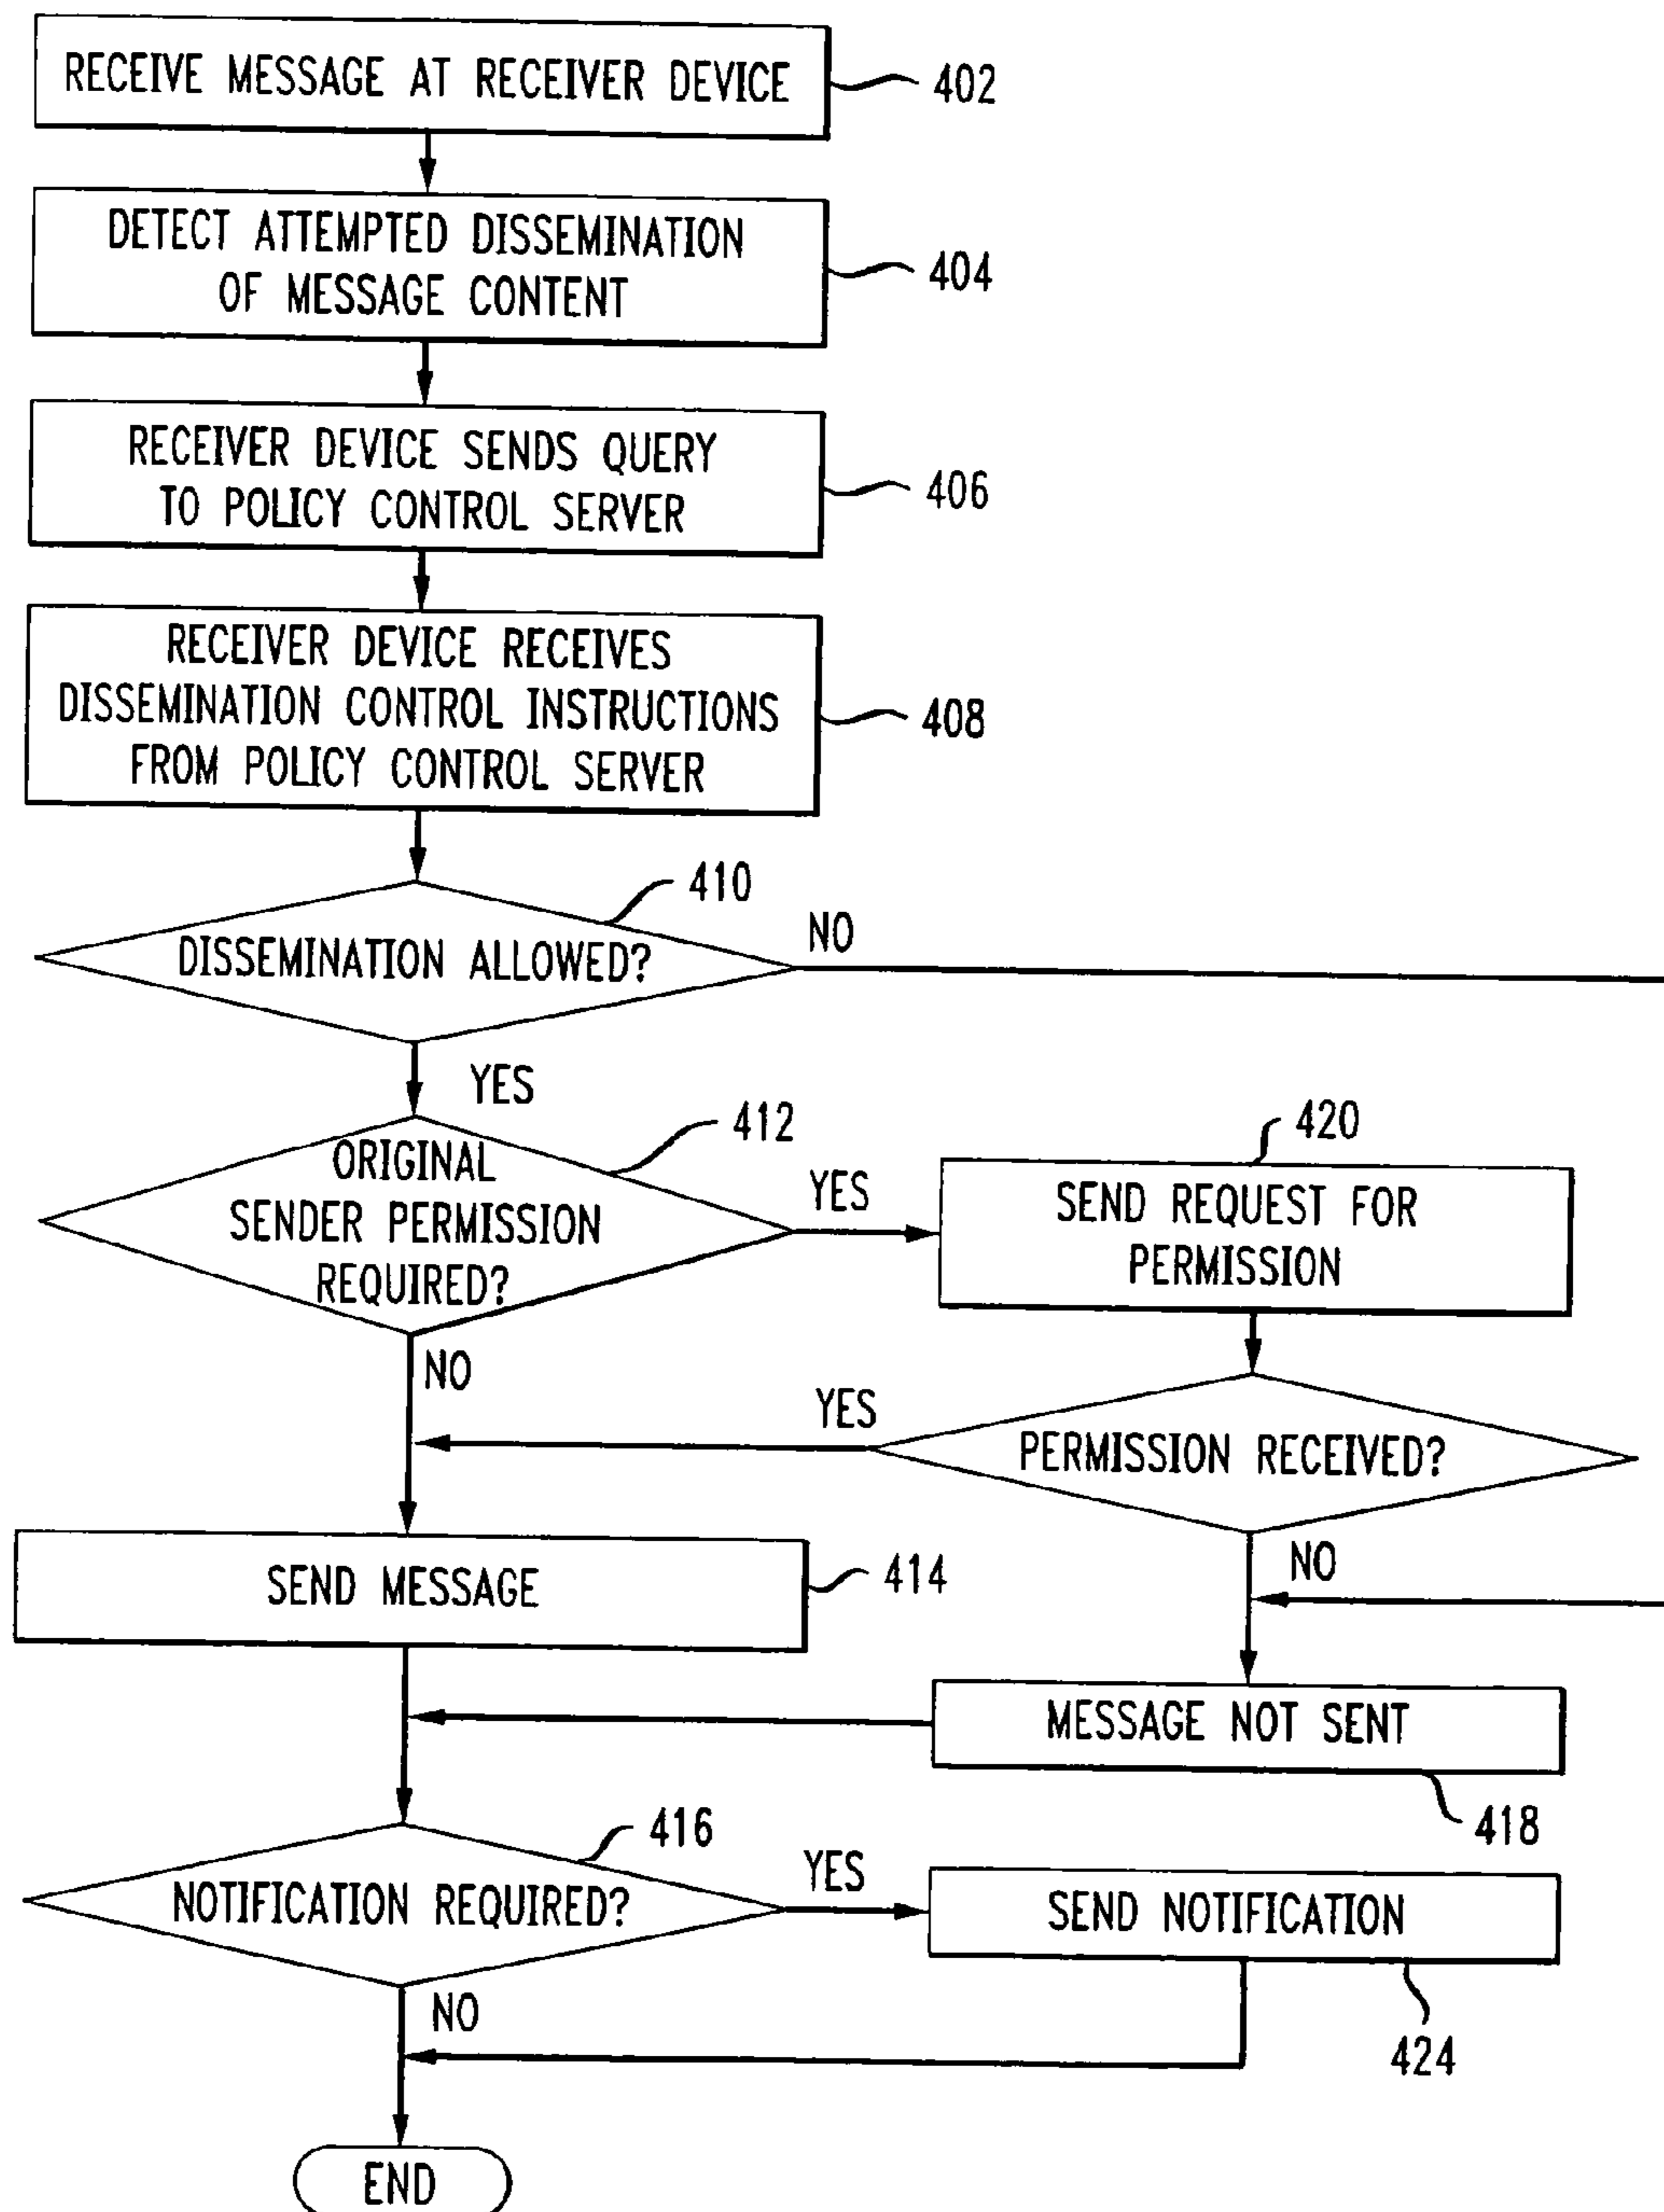 RECEIVE MESSAGE AT RECEIVER DEVICE
402
DETECT ATTEMPTED DISSEMINATION
OF MESSAGE CONTENT
404
RECEIVER DEVICE SENDS QUERY
TO POLICY CONTROL SERVER
406
RECEIVER DEVICE RECEIVES
DISSEMINATION CONTROL INSTRUCTIONS
FROM POLICY CONTROL SERVER
408
410
DISSEMINATION ALLOWED?
NO
YES
412
ORIGINAL
SENDER PERMISSION
REQUIRED?
YES
420
SEND REQUEST FOR
PERMISSION
NO
YES
PERMISSION RECEIVED?
NO
SEND MESSAGE
414
MESSAGE NOT SENT
418
416
NOTIFICATION REQUIRED?
YES
SEND NOTIFICATION
424
NO
END